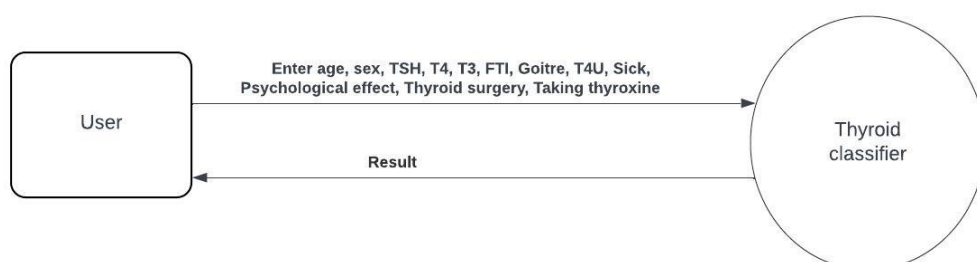 Enter age, sex, TSH, T4, T3, FTI, Goitre, T4U, Sick,
Psychological effect, Thyroid surgery, Taking thyroxine
User
Thyroid
classifier
Result